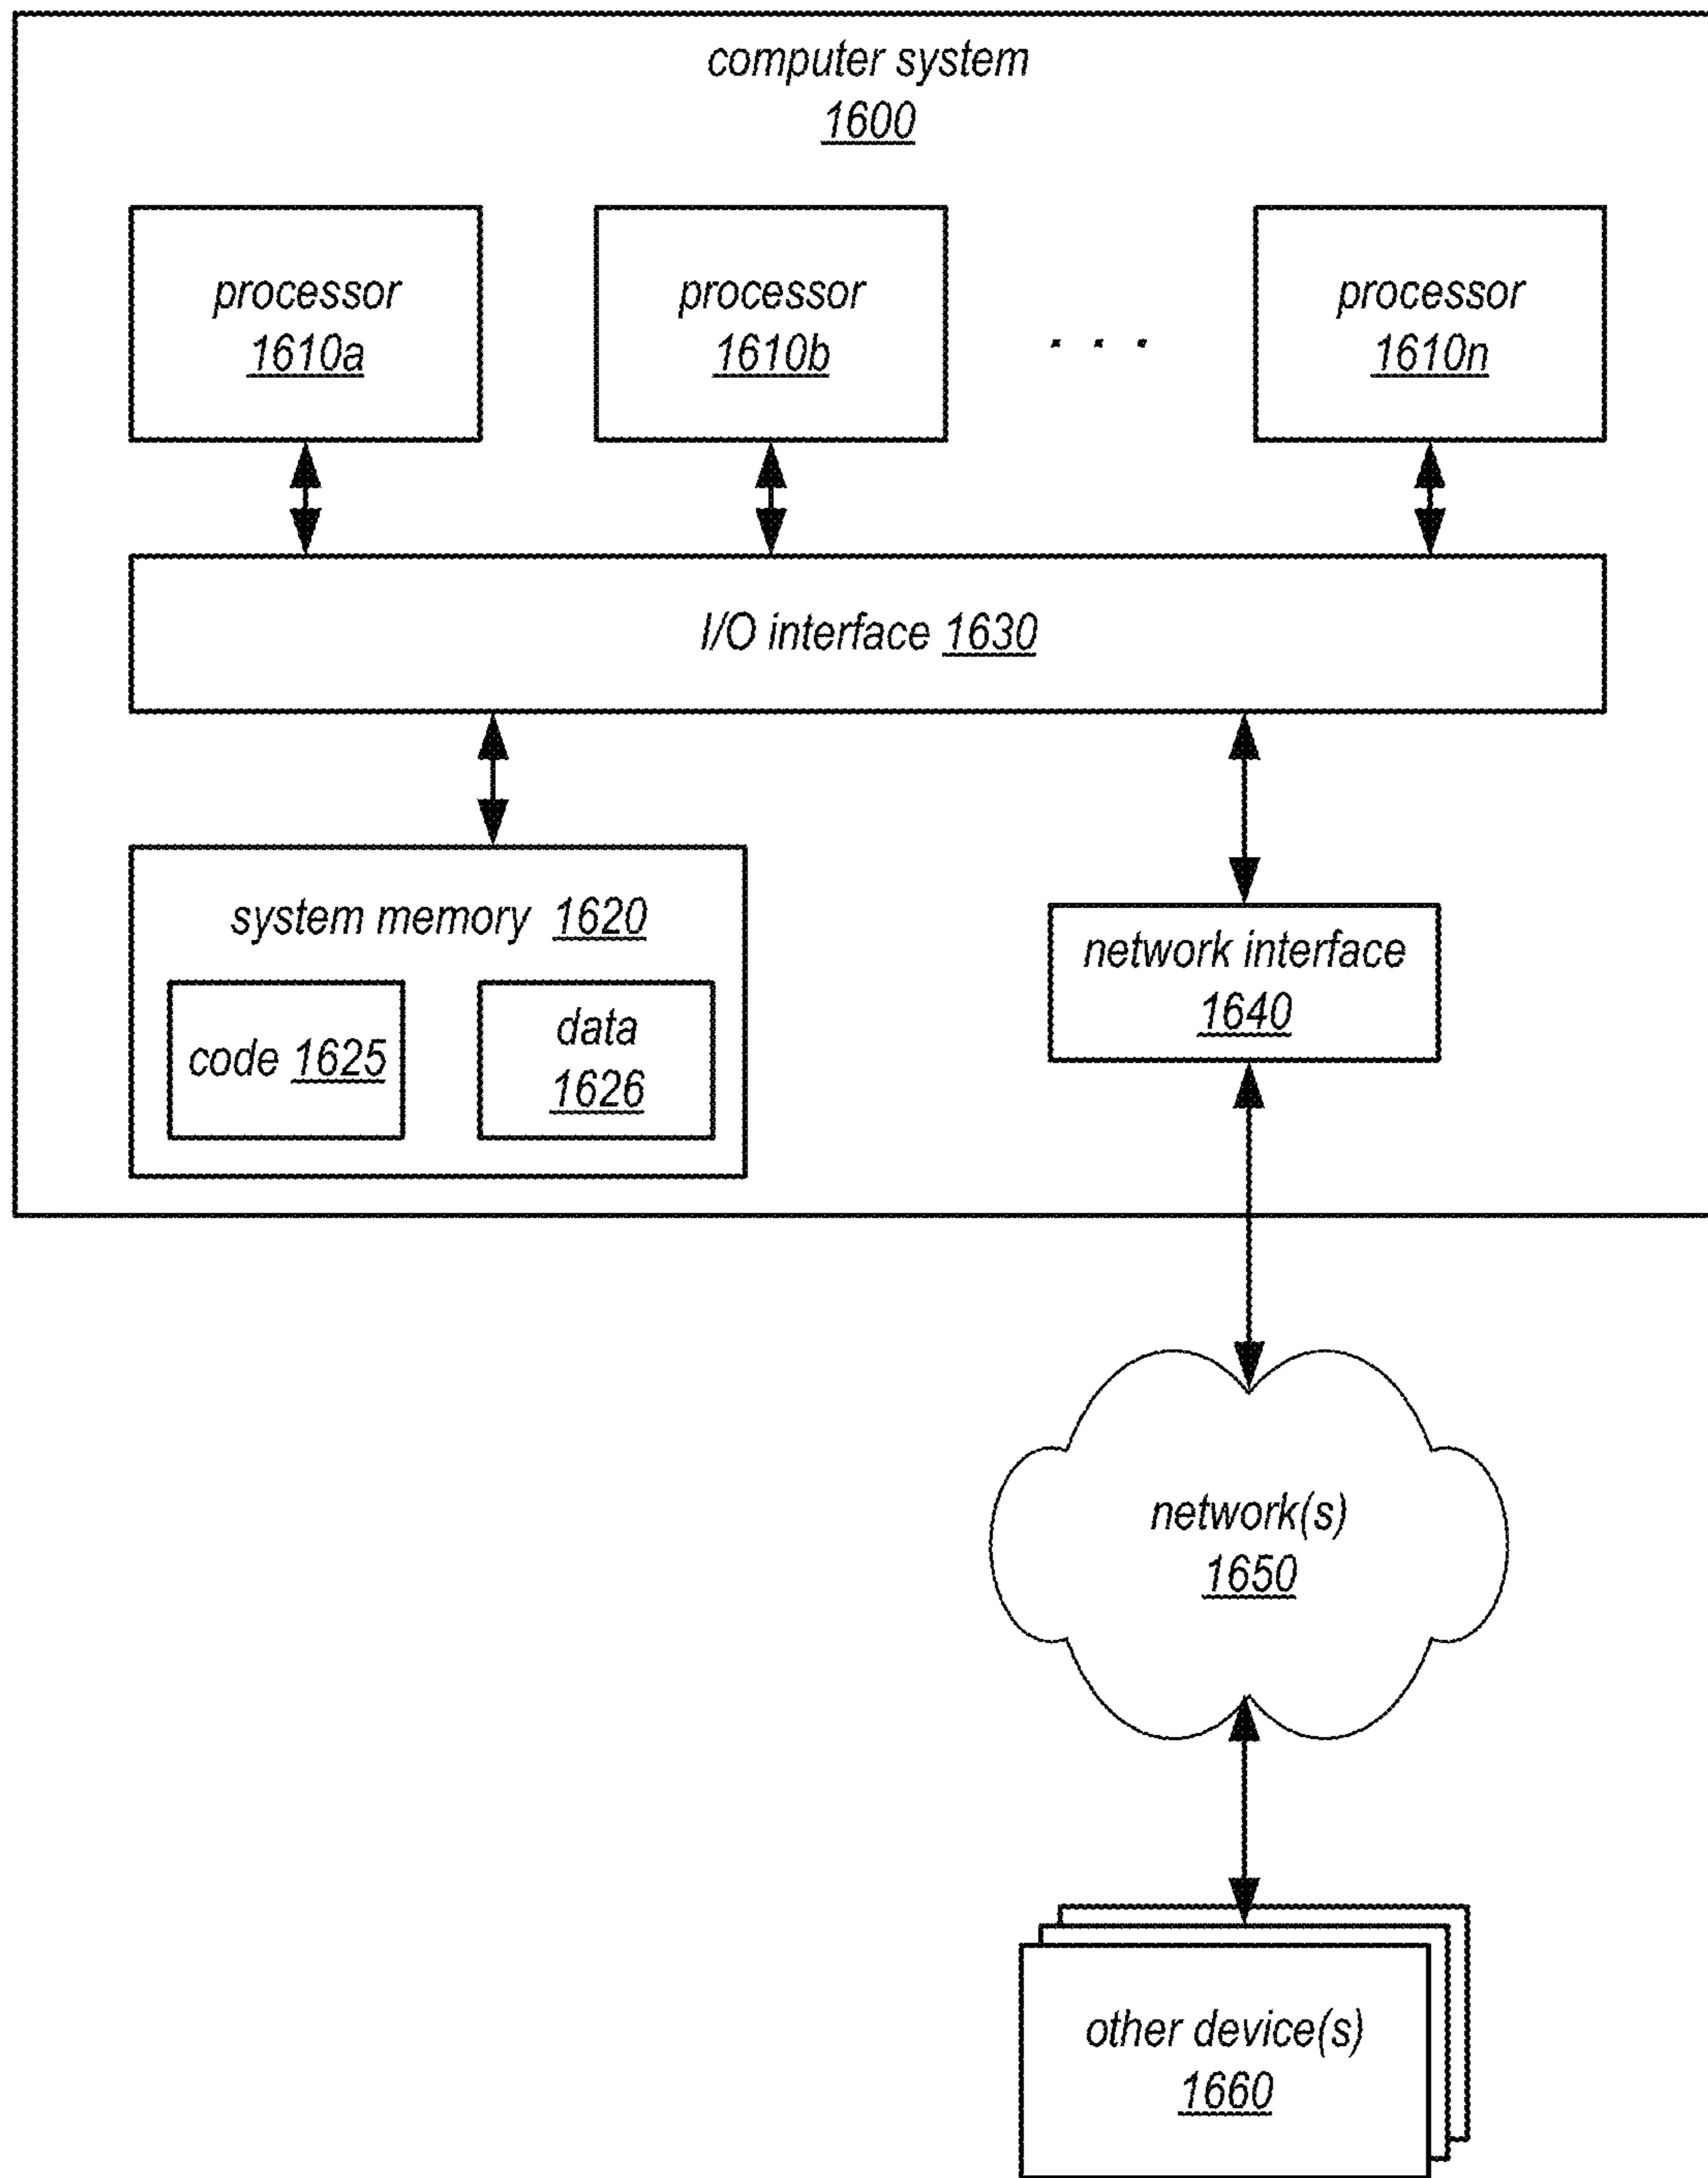 computer system
1600
processor
1610a
processor
1610b
. . .
processor
1610n
I/O interface 1630
system memory 1620
code 1625
data
1626
network interface
1640
network(s)
1650
other device(s)
1660